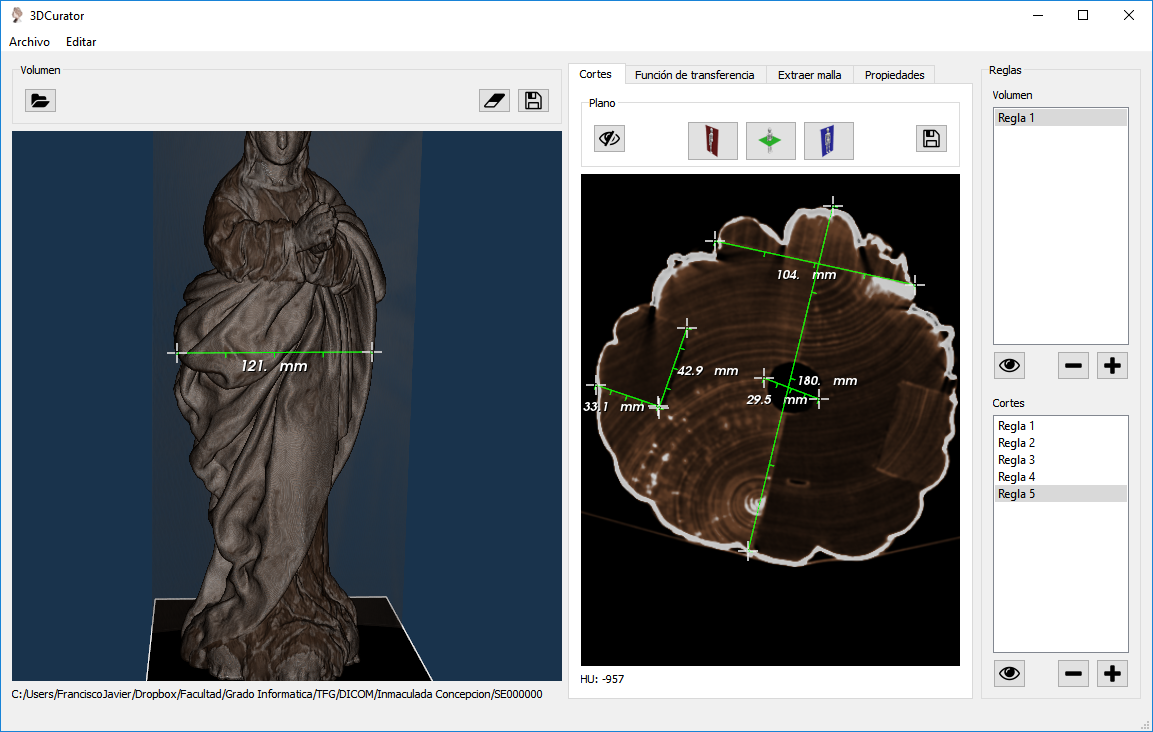 3DCurator
Archivo Editar
Volumen
121. mm
C:/Users/FranciscoJavier/Dropbox/Facultad/Grado Informatica/TFG/DICOM/Inmaculada Concepcion/SE000000
Cortes Función de transferencia Extraer malla Propiedades
Plano
104. mm
42.9 mm
180. mm
29.5 mm
33.1 mm
HU: -957
Reglas
Volumen
Regla 1
Cortes
Regla 1
Regla 2
Regla 3
Regla 4
Regla 5